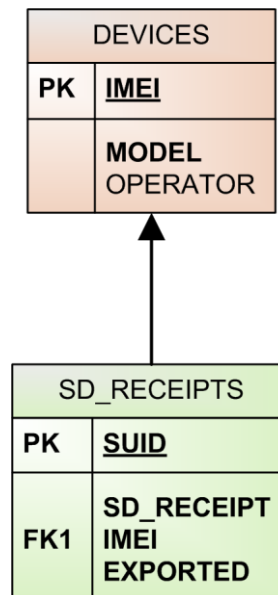 DEVICES
PK IMEI
MODEL
OPERATOR
SD_RECEIPTS
PK SUID
SD_RECEIPT
FK1 IMEI
EXPORTED